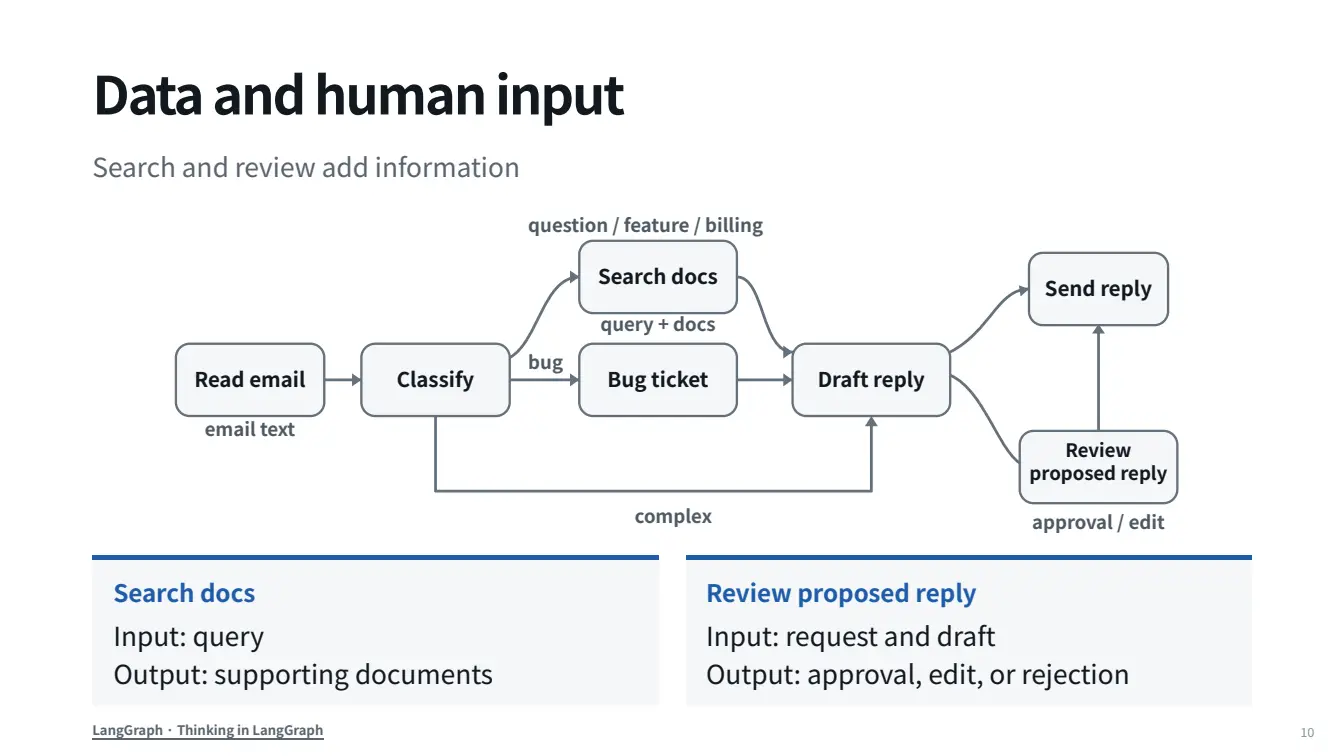 Data and human input
Search and review add information
question / feature / billing
Search docs
query + docs
Send reply
Read email
email text
Classify
bug
Bug ticket
Draft reply
Review
proposed reply
approval / edit
complex
Search docs
Input: query
Output: supporting documents
Review proposed reply
Input: request and draft
Output: approval, edit, or rejection
LangGraph · Thinking in LangGraph
10